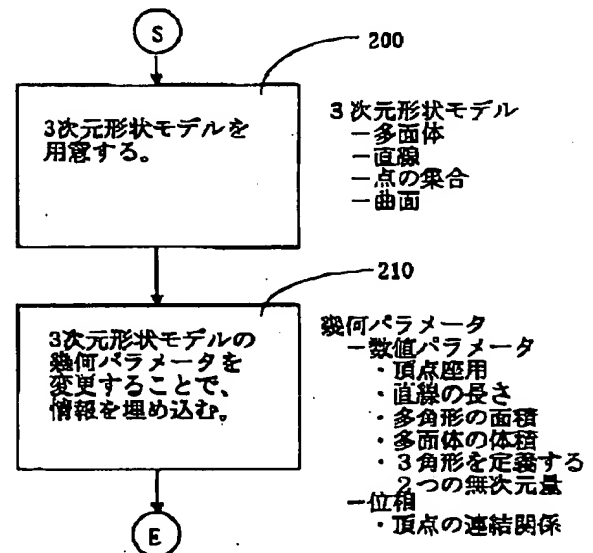 S
200
3次元形状モデルを
用意する。
3次元形状モデル
－多面体
－直線
－点の集合
－曲面
210
3次元形状モデルの
幾何パラメータを
変更することで、
情報を埋め込む。
幾何パラメータ
－数値パラメータ
・頂点座用
・直線の長さ
・多角形の面積
・多面体の体積
・3角形を定義する
2つの無次元量
－位相
・頂点の連結関係
E